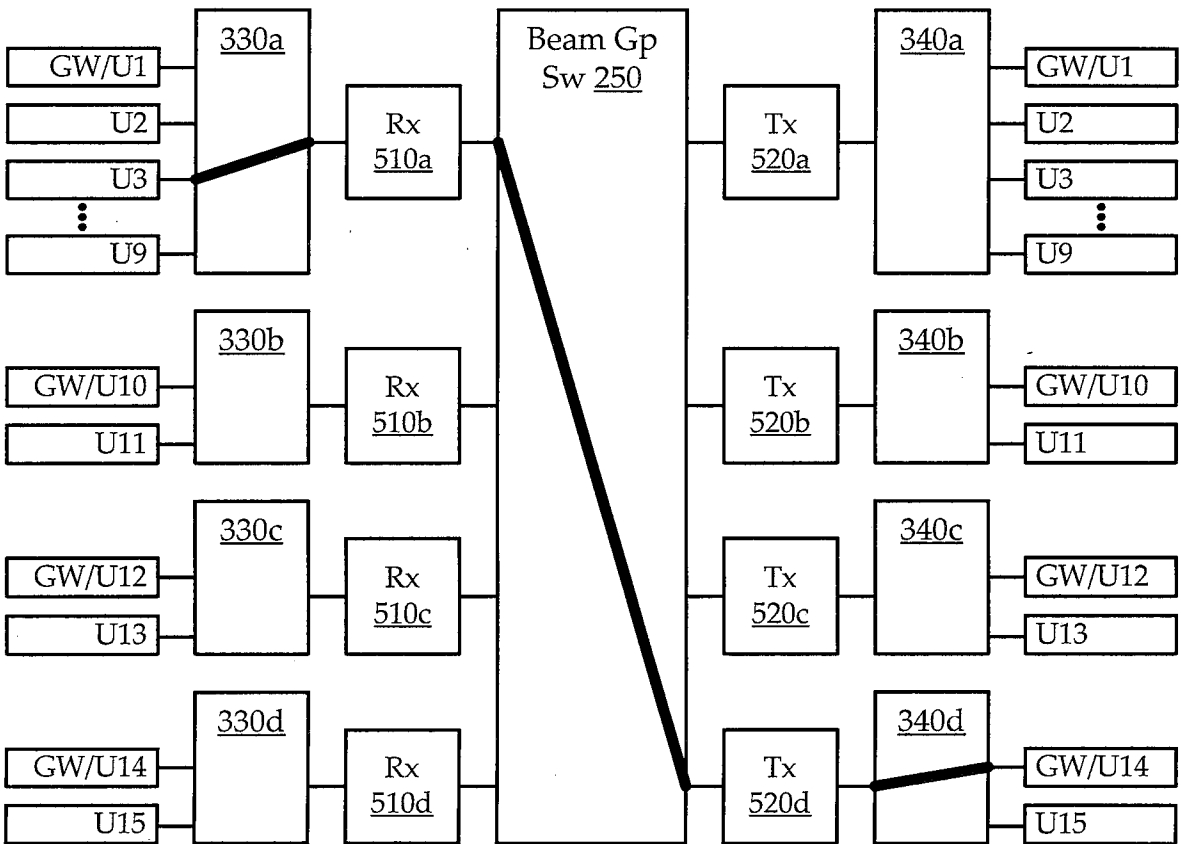 330a
Beam Gp
Sw 250
340a
GW/U1
GW/U1
U2
Rx
510a
Tx
520a
U2
U3
U3
U9
U9
330b
340b
GW/U10
Rx
510b
Tx
520b
GW/U10
U11
U11
330c
340c
GW/U12
Rx
510c
Tx
520c
GW/U12
U13
U13
330d
340d
GW/U14
Rx
510d
Tx
520d
GW/U14
U15
U15